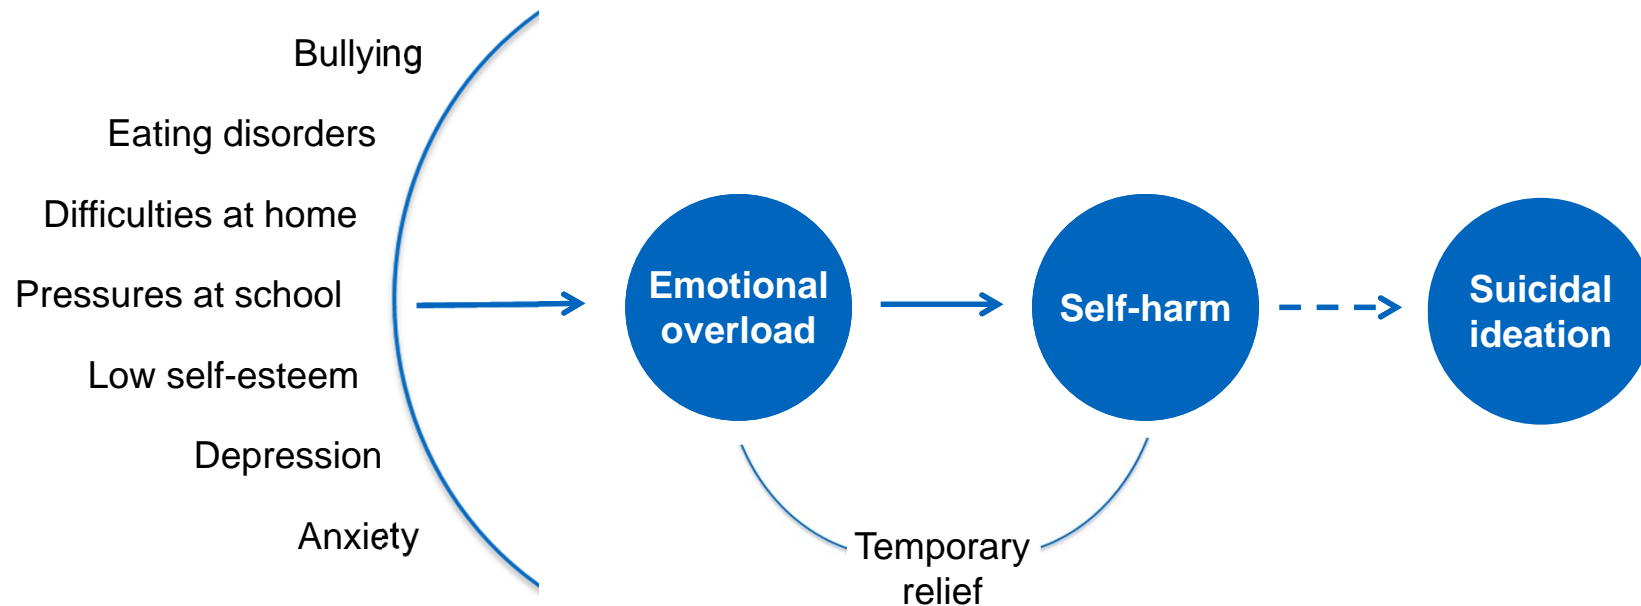 Bullying
Eating disorders
Difficulties at home
Pressures at school
Low self-esteem
Depression
Anxiety
Emotional
overload
Self-harm
Suicidal
ideation
Temporary
relief